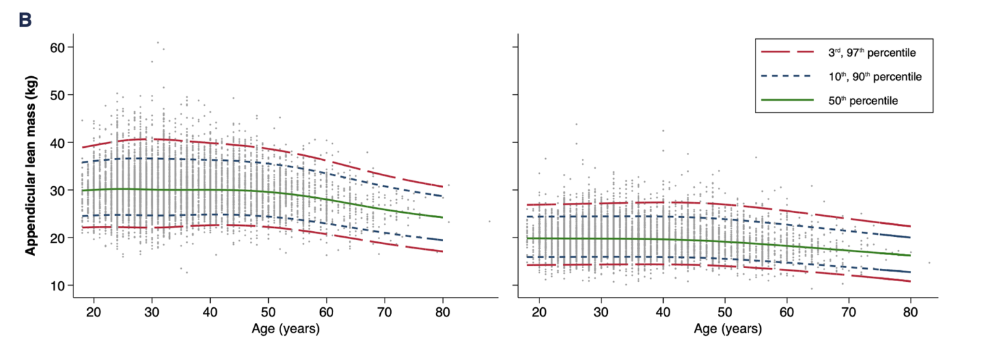 B
60
50
40
30
20
10
Appendicular lean mass (kg)
20 30 40 50 60 70 80
Age (years)
20 30 40 50 60 70 80
Age (years)
3rd, 97th percentile
10th, 90th percentile
50th percentile